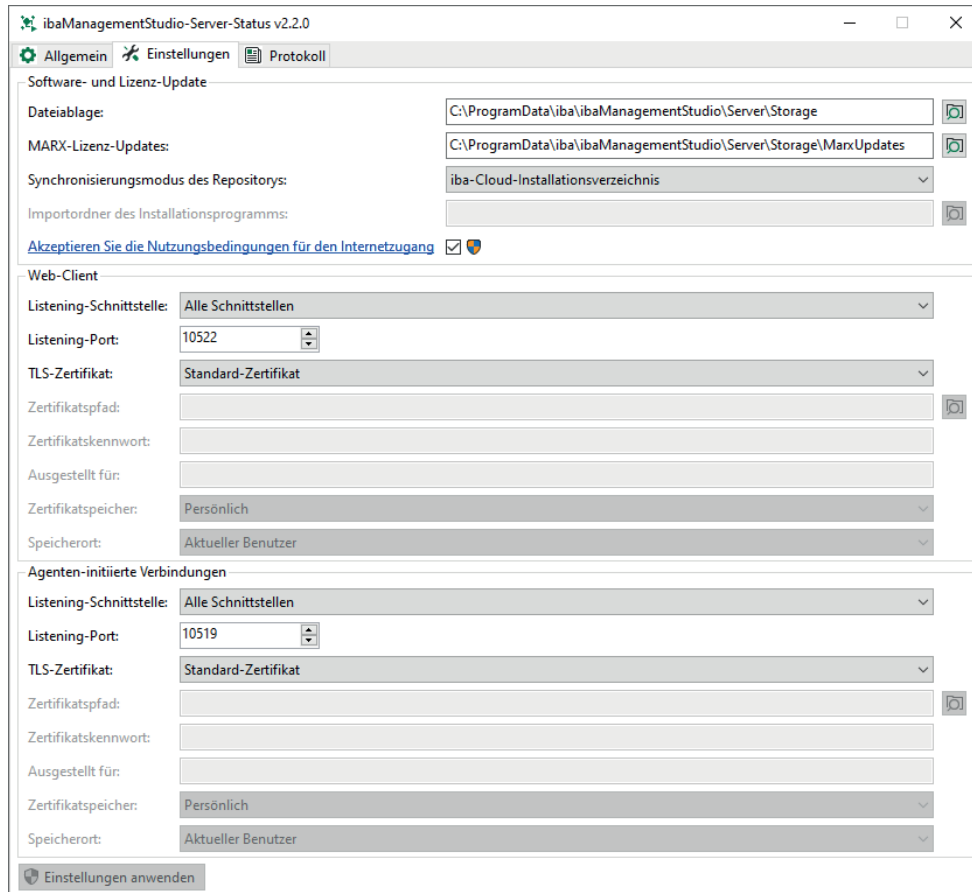 ibaManagementStudio-Server-Status v2.2.0
Allgemein Einstellungen Protokoll
Software- und Lizenz-Update
Dateiablage: C:\ProgramData\iba\ibaManagementStudio\Server\Storage
MARX-Lizenz-Updates: C:\ProgramData\iba\ibaManagementStudio\Server\Storage\MarxUpdates
Synchronisierungsmodus des Repositorys: iba-Cloud-Installationsverzeichnis
Importordner des Installationsprogramms:
Akzeptieren Sie die Nutzungsbedingungen für den Internetzugang
Web-Client
Listening-Schnittstelle: Alle Schnittstellen
Listening-Port: 10522
TLS-Zertifikat: Standard-Zertifikat
Zertifikatspfad:
Zertifikatskennwort:
Ausgestellt für:
Zertifikatspeicher: Persönlich
Speicherort: Aktueller Benutzer
Agenten-initiierte Verbindungen
Listening-Schnittstelle: Alle Schnittstellen
Listening-Port: 10519
TLS-Zertifikat: Standard-Zertifikat
Zertifikatspfad:
Zertifikatskennwort:
Ausgestellt für:
Zertifikatspeicher: Persönlich
Speicherort: Aktueller Benutzer
Einstellungen anwenden